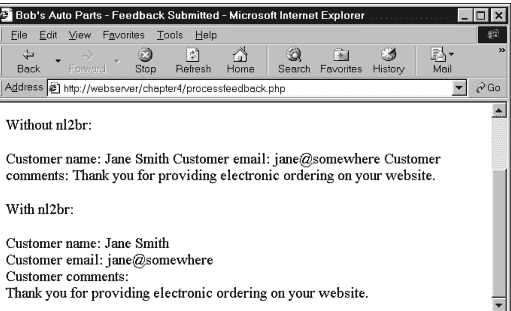 Bob's Auto Parts - Feedback Submitted - Microsoft Internet Explorer
File Edit View Favorites Tools Help
Back Forward Stop Refresh Home Search Favorites History Mail »
Address http://webserver/chapter4/processfeedback.php Go
Without nl2br:
Customer name: Jane Smith Customer email: jane@somewhere Customer
comments: Thank you for providing electronic ordering on your website.
With nl2br:
Customer name: Jane Smith
Customer email: jane@somewhere
Customer comments:
Thank you for providing electronic ordering on your website.